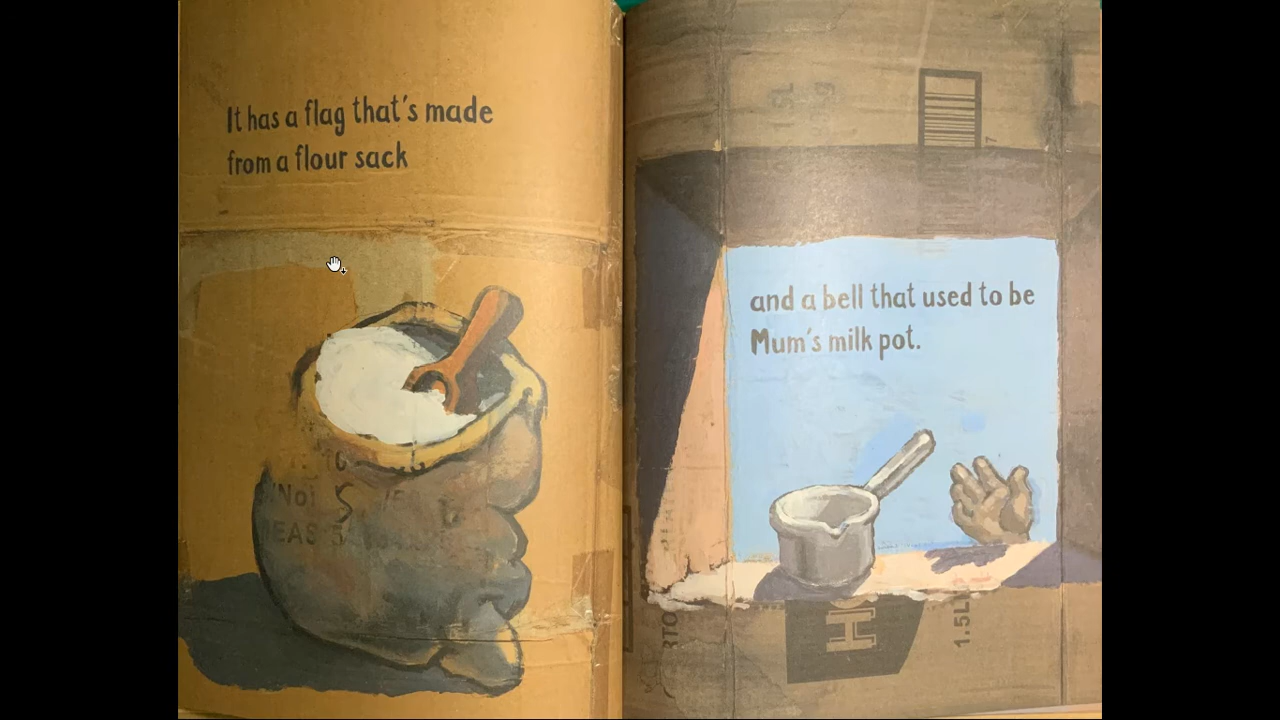 It has a flag that's made
from a flour sack
and a bell that used to be
Mum's milk pot.
1.5L